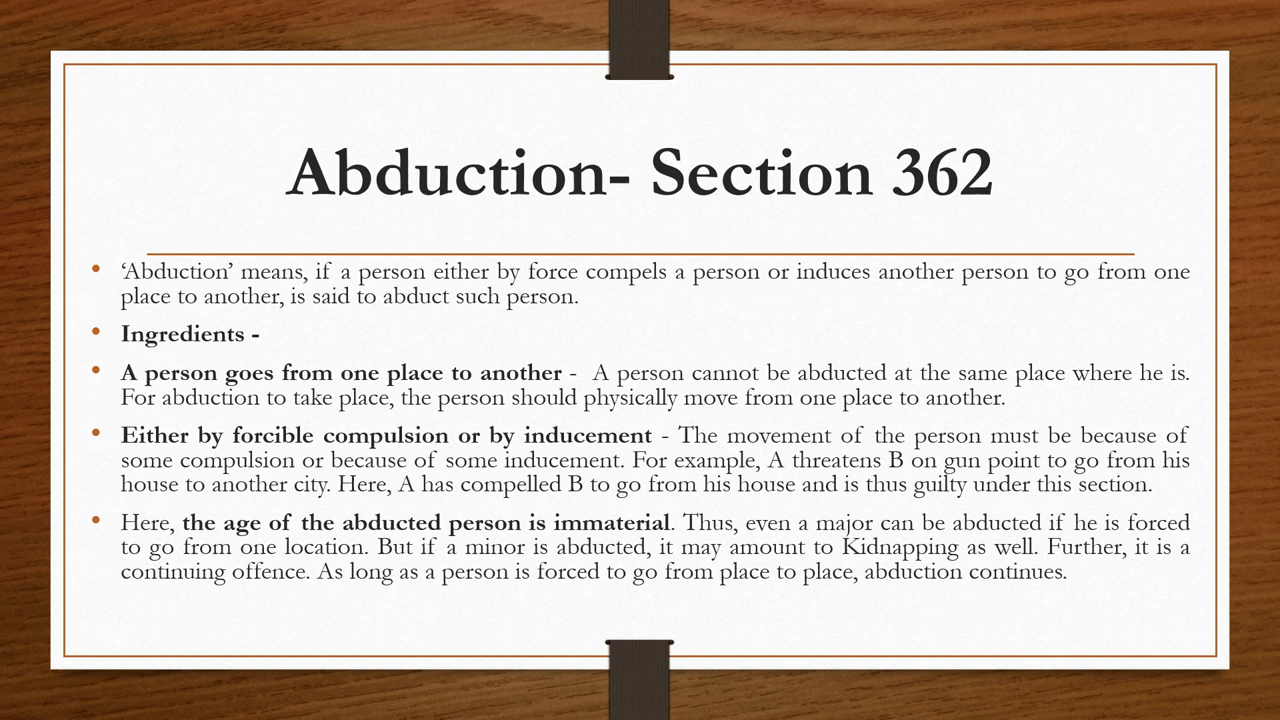 Abduction- Section 362
• ‘Abduction’ means, if a person either by force compels a person or induces another person to go from one
place to another, is said to abduct such person.
• Ingredients -
• A person goes from one place to another -  A person cannot be abducted at the same place where he is.
For abduction to take place, the person should physically move from one place to another.
• Either by forcible compulsion or by inducement - The movement of the person must be because of
some compulsion or because of some inducement. For example, A threatens B on gun point to go from his
house to another city. Here, A has compelled B to go from his house and is thus guilty under this section.
• Here, the age of the abducted person is immaterial. Thus, even a major can be abducted if he is forced
to go from one location. But if a minor is abducted, it may amount to Kidnapping as well. Further, it is a
continuing offence. As long as a person is forced to go from place to place, abduction continues.